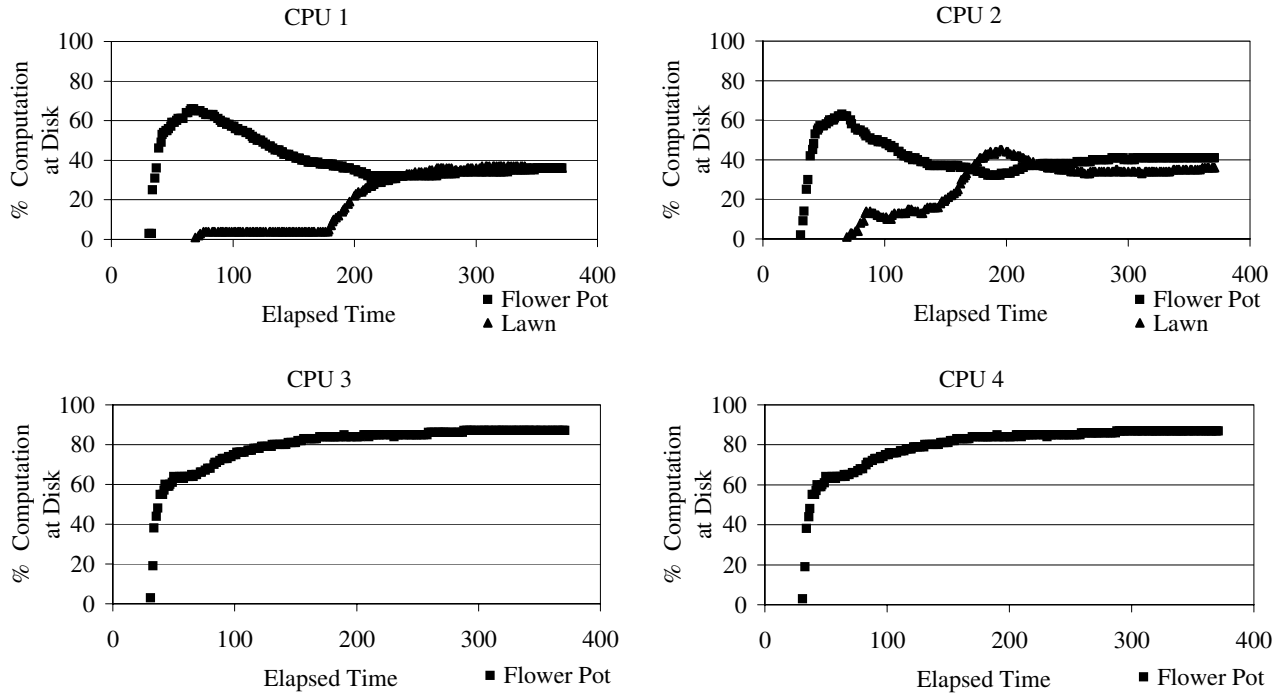 CPU 1
100
80
60
40
20
0
% Computation
at Disk
0 100 200 300 400
Elapsed Time
Flower Pot
Lawn
CPU 2
100
80
60
40
20
0
% Computation
at Disk
0 100 200 300 400
Elapsed Time
Flower Pot
Lawn
CPU 3
100
80
60
40
20
0
% Computation
at Disk
0 100 200 300 400
Elapsed Time
Flower Pot
CPU 4
100
80
60
40
20
0
% Computation
at Disk
0 100 200 300 400
Elapsed Time
Flower Pot